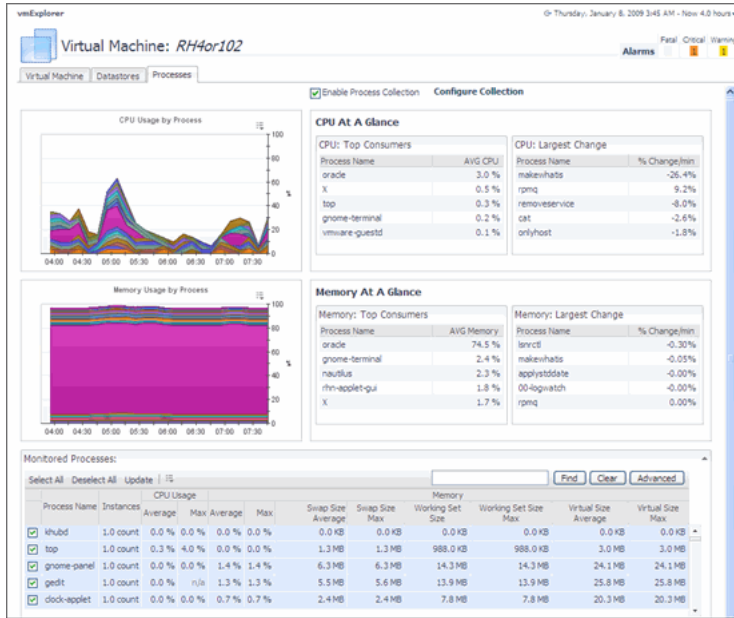 vmExplorer
Thursday, January 8, 2009 3:45 AM - Now 4.0 hours
Virtual Machine: RH4or102
Fatal Critical Warning
Alarms 1 1
Virtual Machine Datastores Processes
Enable Process Collection Configure Collection
CPU Usage by Process
100
80
60
40
20
0
%
04:00 04:30 05:00 05:30 06:00 06:30 07:00 07:30
CPU At A Glance
CPU: Top Consumers
Process Name AVG CPU
oracle 3.0 %
X 0.5 %
top 0.3 %
gnome-terminal 0.2 %
vmware-guestd 0.1 %
CPU: Largest Change
Process Name % Change/min
makewhatis -26.4%
rpmq 9.2%
removeservice -8.0%
cat -2.6%
onlyhost -1.8%
Memory Usage by Process
100
80
60
40
20
0
%
04:00 04:30 05:00 05:30 06:00 06:30 07:00 07:30
Memory At A Glance
Memory: Top Consumers
Process Name AVG Memory
oracle 74.5 %
gnome-terminal 2.4 %
nautilus 2.3 %
rhn-applet-gui 1.8 %
X 1.7 %
Memory: Largest Change
Process Name % Change/min
lsnrctl -0.30%
makewhatis -0.05%
applystddate -0.00%
00-logwatch -0.00%
rpmq 0.00%
Monitored Processes:
Select All Deselect All Update Find Clear Advanced
CPU Usage Memory
Process Name Instances Average Max Average Max Swap Size Average Swap Size Max Working Set Size Working Set Size Max Virtual Size Average Virtual Size Max
khubd 1.0 count 0.0 % 0.0 % 0.0 % 0.0 % 0.0 KB 0.0 KB 0.0 KB 0.0 KB 0.0 KB 0.0 KB
top 1.0 count 0.3 % 4.0 % 0.0 % 0.0 % 1.3 MB 1.3 MB 988.0 KB 988.0 KB 3.0 MB 3.0 MB
gnome-panel 1.0 count 0.0 % 0.0 % 1.4 % 1.4 % 6.3 MB 6.3 MB 14.3 MB 14.3 MB 24.1 MB 24.1 MB
gedit 1.0 count 0.0 % n/a 1.3 % 1.3 % 5.5 MB 5.6 MB 13.9 MB 13.9 MB 25.8 MB 25.8 MB
clock-applet 1.0 count 0.0 % 0.0 % 0.7 % 0.7 % 2.4 MB 2.4 MB 7.8 MB 7.8 MB 20.3 MB 20.3 MB